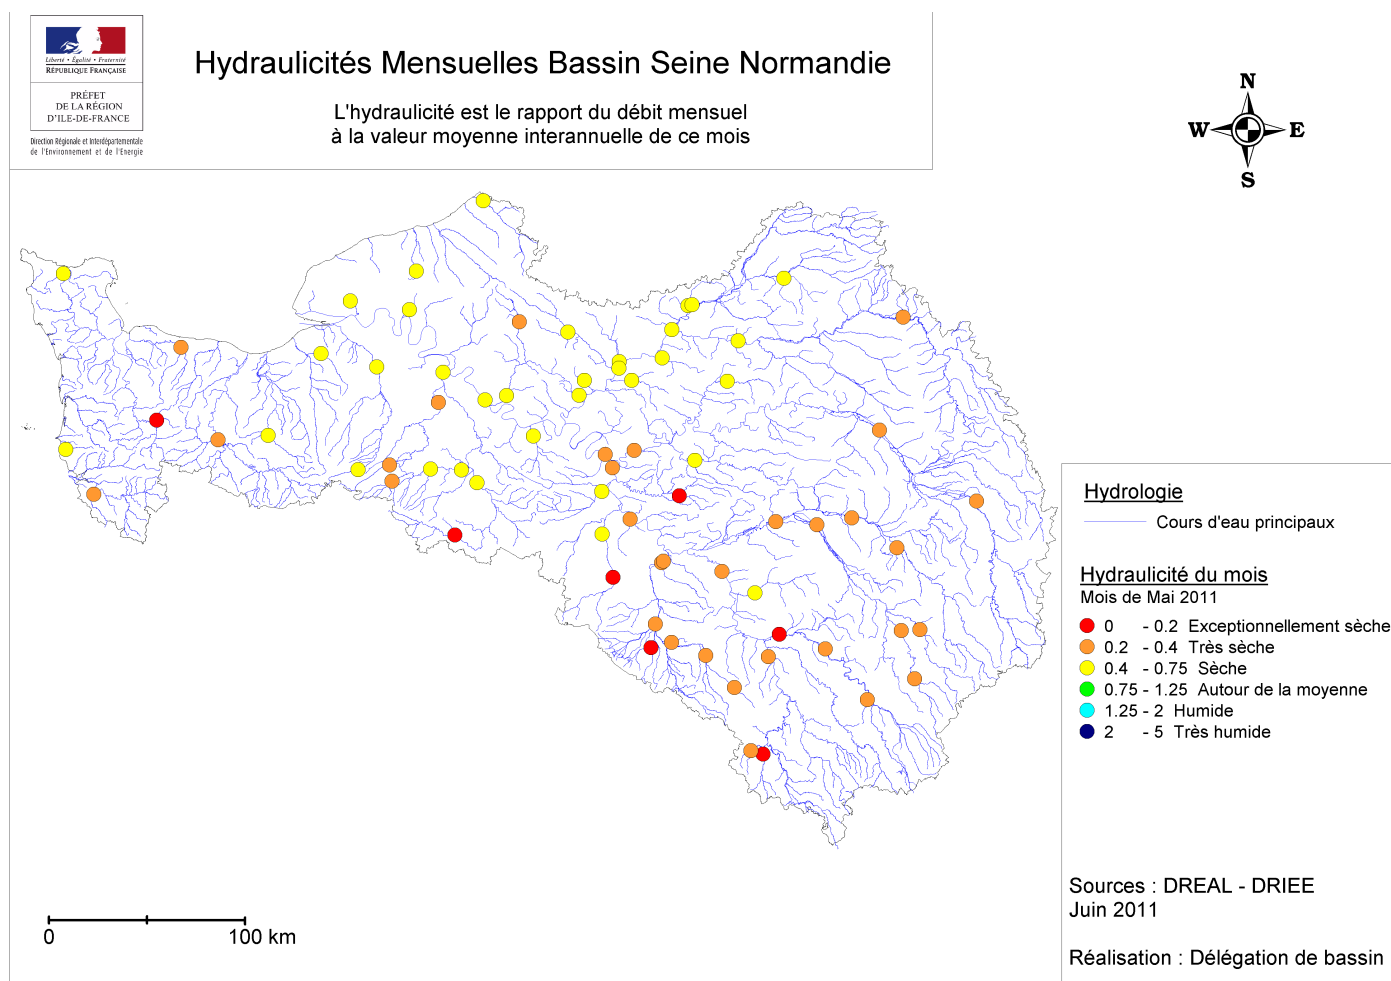 Liberté • Égalité • Fraternité
RÉPUBLIQUE FRANÇAISE
PRÉFET
DE LA RÉGION
D'ILE-DE-FRANCE
Direction Régionale et Interdépartementale
de l'Environnement et de l'Energie
Hydraulicités Mensuelles Bassin Seine Normandie
L'hydraulicité est le rapport du débit mensuel
à la valeur moyenne interannuelle de ce mois
N
W E
S
Hydrologie
Cours d'eau principaux
Hydraulicité du mois
Mois de Mai 2011
0 - 0.2 Exceptionnellement sèche
0.2 - 0.4 Très sèche
0.4 - 0.75 Sèche
0.75 - 1.25 Autour de la moyenne
1.25 - 2 Humide
2 - 5 Très humide
Sources : DREAL - DRIEE
Juin 2011
Réalisation : Délégation de bassin
0 100 km